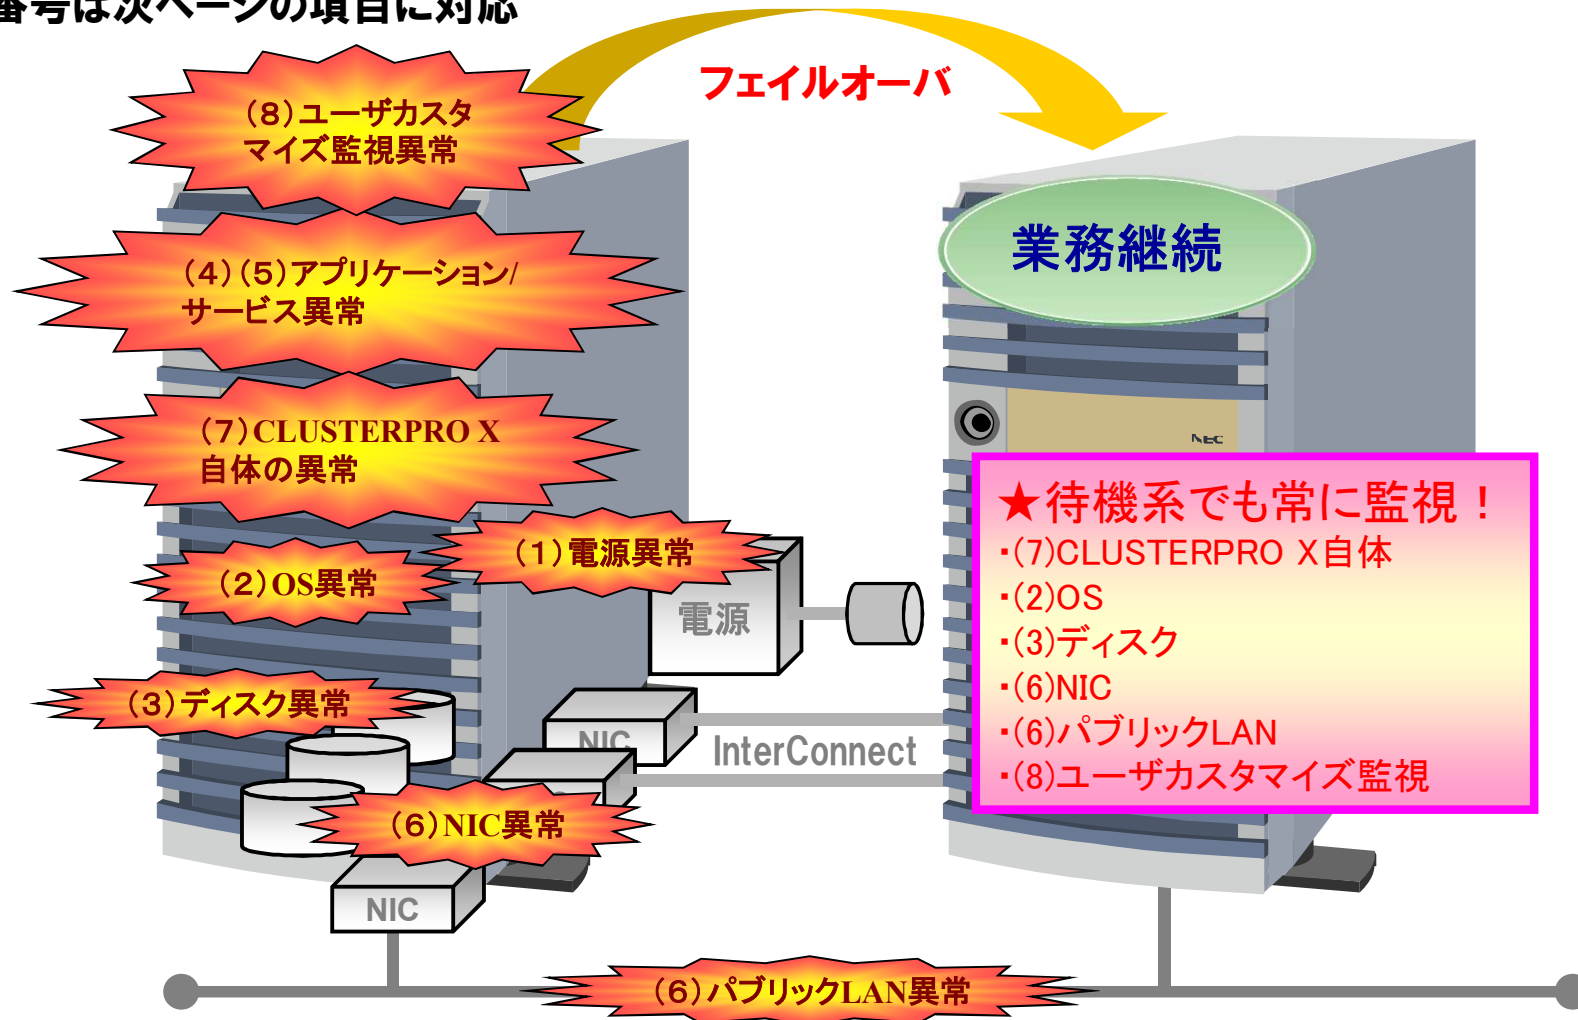 番号は次ページの項目に対応
フェイルオーバ
（８）ユーザカスタ
マイズ監視異常
（４）（５）アプリケーション/
サービス異常
（７）CLUSTERPRO X
自体の異常
（１）電源異常
（２）OS異常
電源
（３）ディスク異常
NIC
InterConnect
（６）NIC異常
NIC
（６）パブリックLAN異常
業務継続
NEC
★待機系でも常に監視！
・(7)CLUSTERPRO X自体
・(2)OS
・(3)ディスク
・(6)NIC
・(6)パブリックLAN
・(8)ユーザカスタマイズ監視